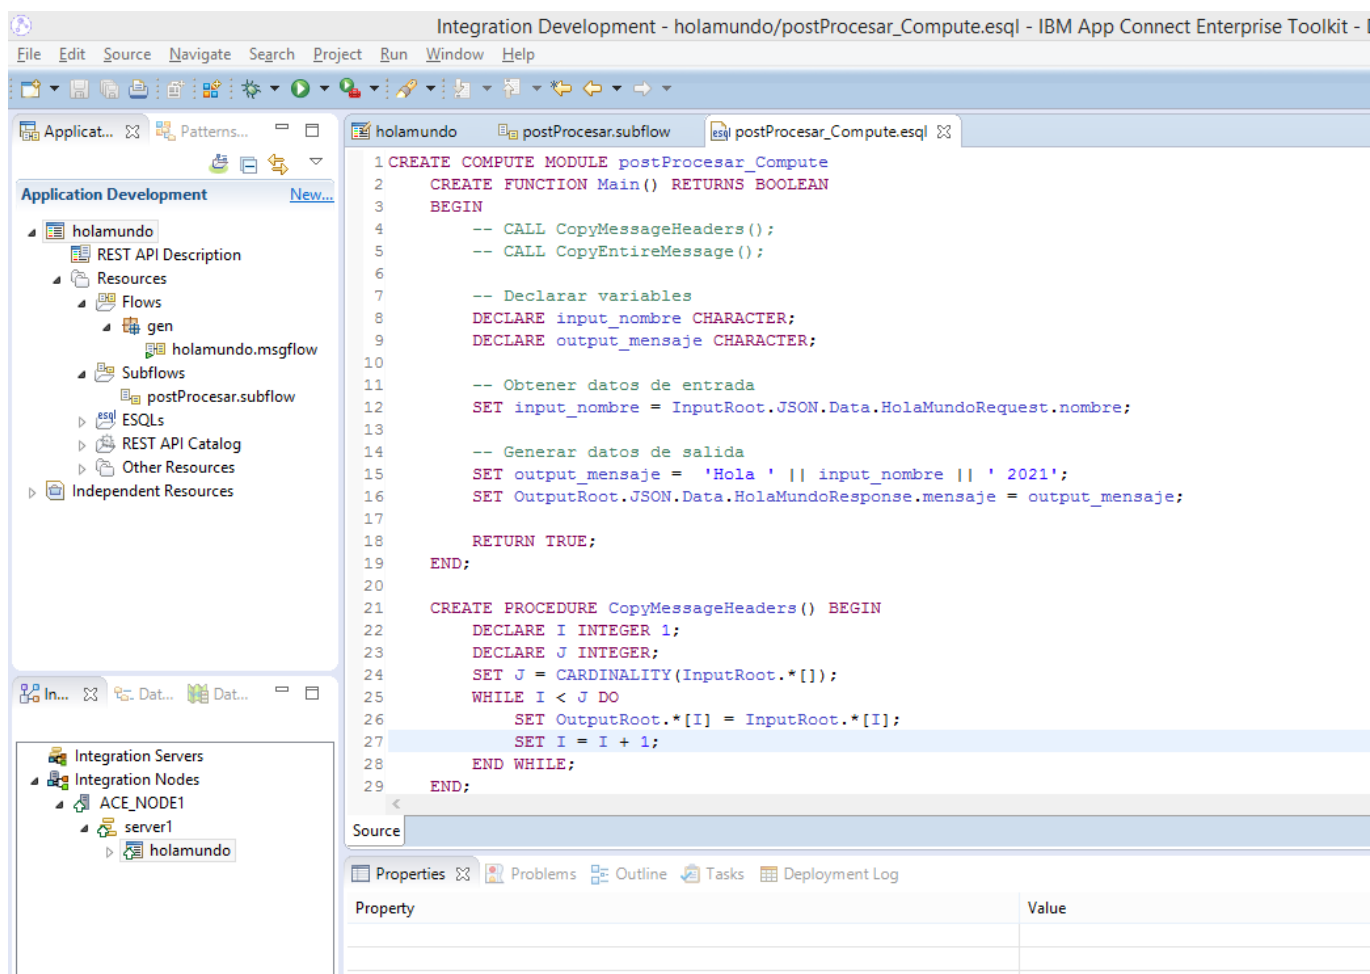 Integration Development - holamundo/postProcesar_Compute.esql - IBM App Connect Enterprise Toolkit -
File Edit Source Navigate Search Project Run Window Help
Applicat... Patterns...
Application Development New...
holamundo
REST API Description
Resources
Flows
gen
holamundo.msgflow
Subflows
postProcesar.subflow
ESQLs
REST API Catalog
Other Resources
Independent Resources
In... Dat... Dat...
Integration Servers
Integration Nodes
ACE_NODE1
server1
holamundo
holamundo postProcesar.subflow postProcesar_Compute.esql
1 CREATE COMPUTE MODULE postProcesar_Compute
2 CREATE FUNCTION Main() RETURNS BOOLEAN
3 BEGIN
4 -- CALL CopyMessageHeaders();
5 -- CALL CopyEntireMessage();
6
7 -- Declarar variables
8 DECLARE input_nombre CHARACTER;
9 DECLARE output_mensaje CHARACTER;
10
11 -- Obtener datos de entrada
12 SET input_nombre = InputRoot.JSON.Data.HolaMundoRequest.nombre;
13
14 -- Generar datos de salida
15 SET output_mensaje = 'Hola ' || input_nombre || ' 2021';
16 SET OutputRoot.JSON.Data.HolaMundoResponse.mensaje = output_mensaje;
17
18 RETURN TRUE;
19 END;
20
21 CREATE PROCEDURE CopyMessageHeaders() BEGIN
22 DECLARE I INTEGER 1;
23 DECLARE J INTEGER;
24 SET J = CARDINALITY(InputRoot.*[]);
25 WHILE I < J DO
26 SET OutputRoot.*[I] = InputRoot.*[I];
27 SET I = I + 1;
28 END WHILE;
29 END;
Source
Properties Problems Outline Tasks Deployment Log
Property Value